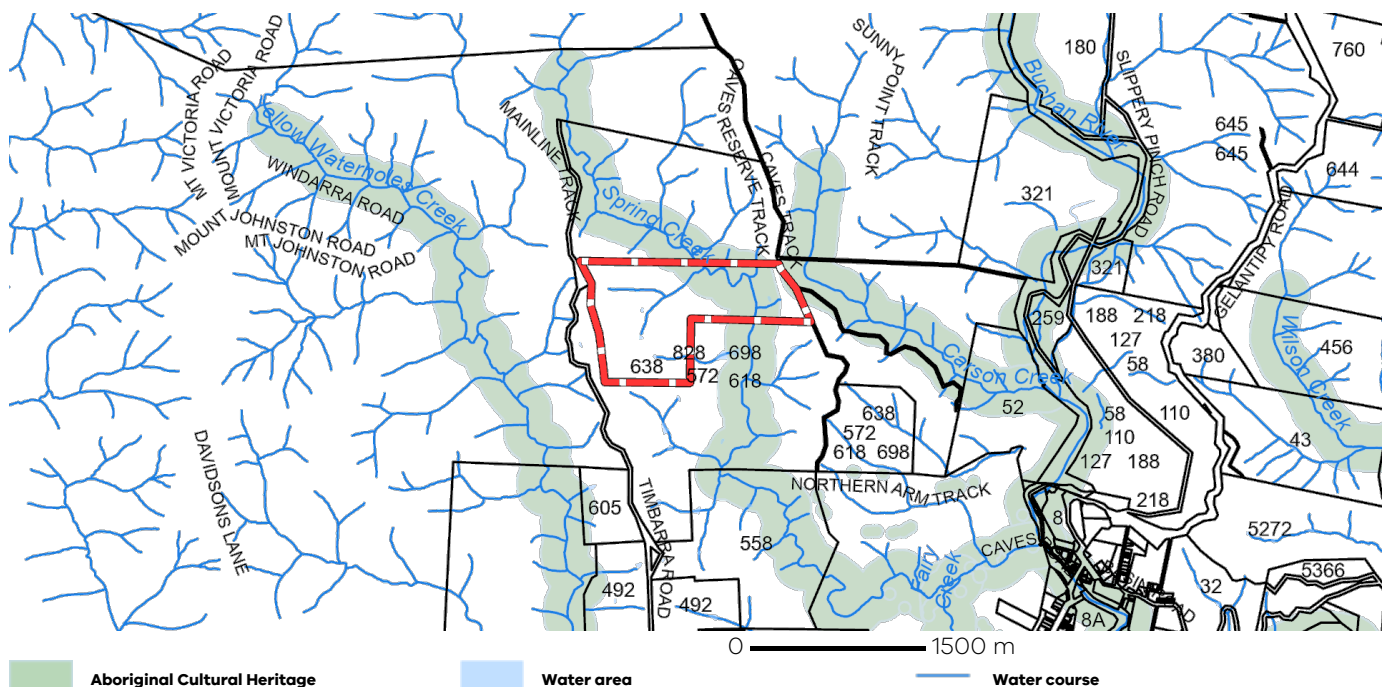 MT VICTORIA ROAD
MOUNT VICTORIA ROAD
Yellow Waterholes Creek
WINDARRA ROAD
MOUNT JOHNSTON ROAD
MT JOHNSTON ROAD
DAVIDSONS LANE
MAINLINE TRACK
Spring Creek
CAVES RESERVE TRACK
CAVES TRACK
SUNNY POINT TRACK
Buchan River
SLIPPERY PINCH ROAD
GELANTIPY ROAD
Wilson Creek
Carson Creek
NORTHERN ARM TRACK
TIMBARRA ROAD
Fairy Creek
CAVES
180
760
645
645
644
321
321
259
188 218
127
58
380
456
638
828 698
572 618
52
638
572
618 698
58
110
110
127 188
218
43
605
558
492
492
8
8A
32
5272
5366
0 1500 m
Aboriginal Cultural Heritage
Water area
Water course